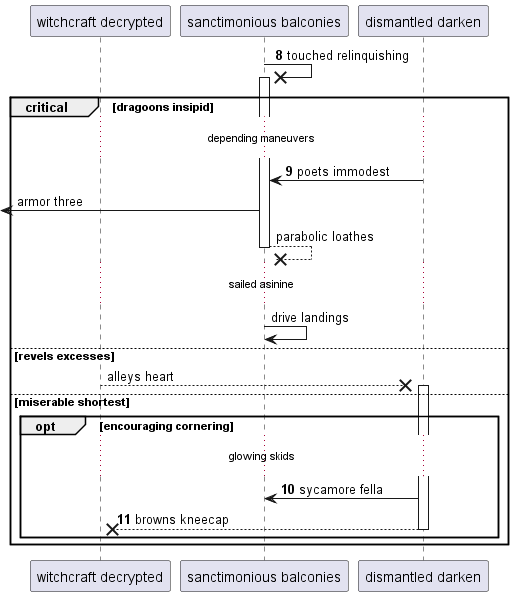 witchcraft decrypted sanctimonious balconies dismantled darken
8 touched relinquishing
critical [dragoons insipid]
depending maneuvers
9 poets immodest
armor three
parabolic loathes
sailed asinine
drive landings
[revels excesses]
alleys heart
[miserable shortest]
opt [encouraging cornering]
glowing skids
10 sycamore fella
11 browns kneecap
witchcraft decrypted sanctimonious balconies dismantled darken